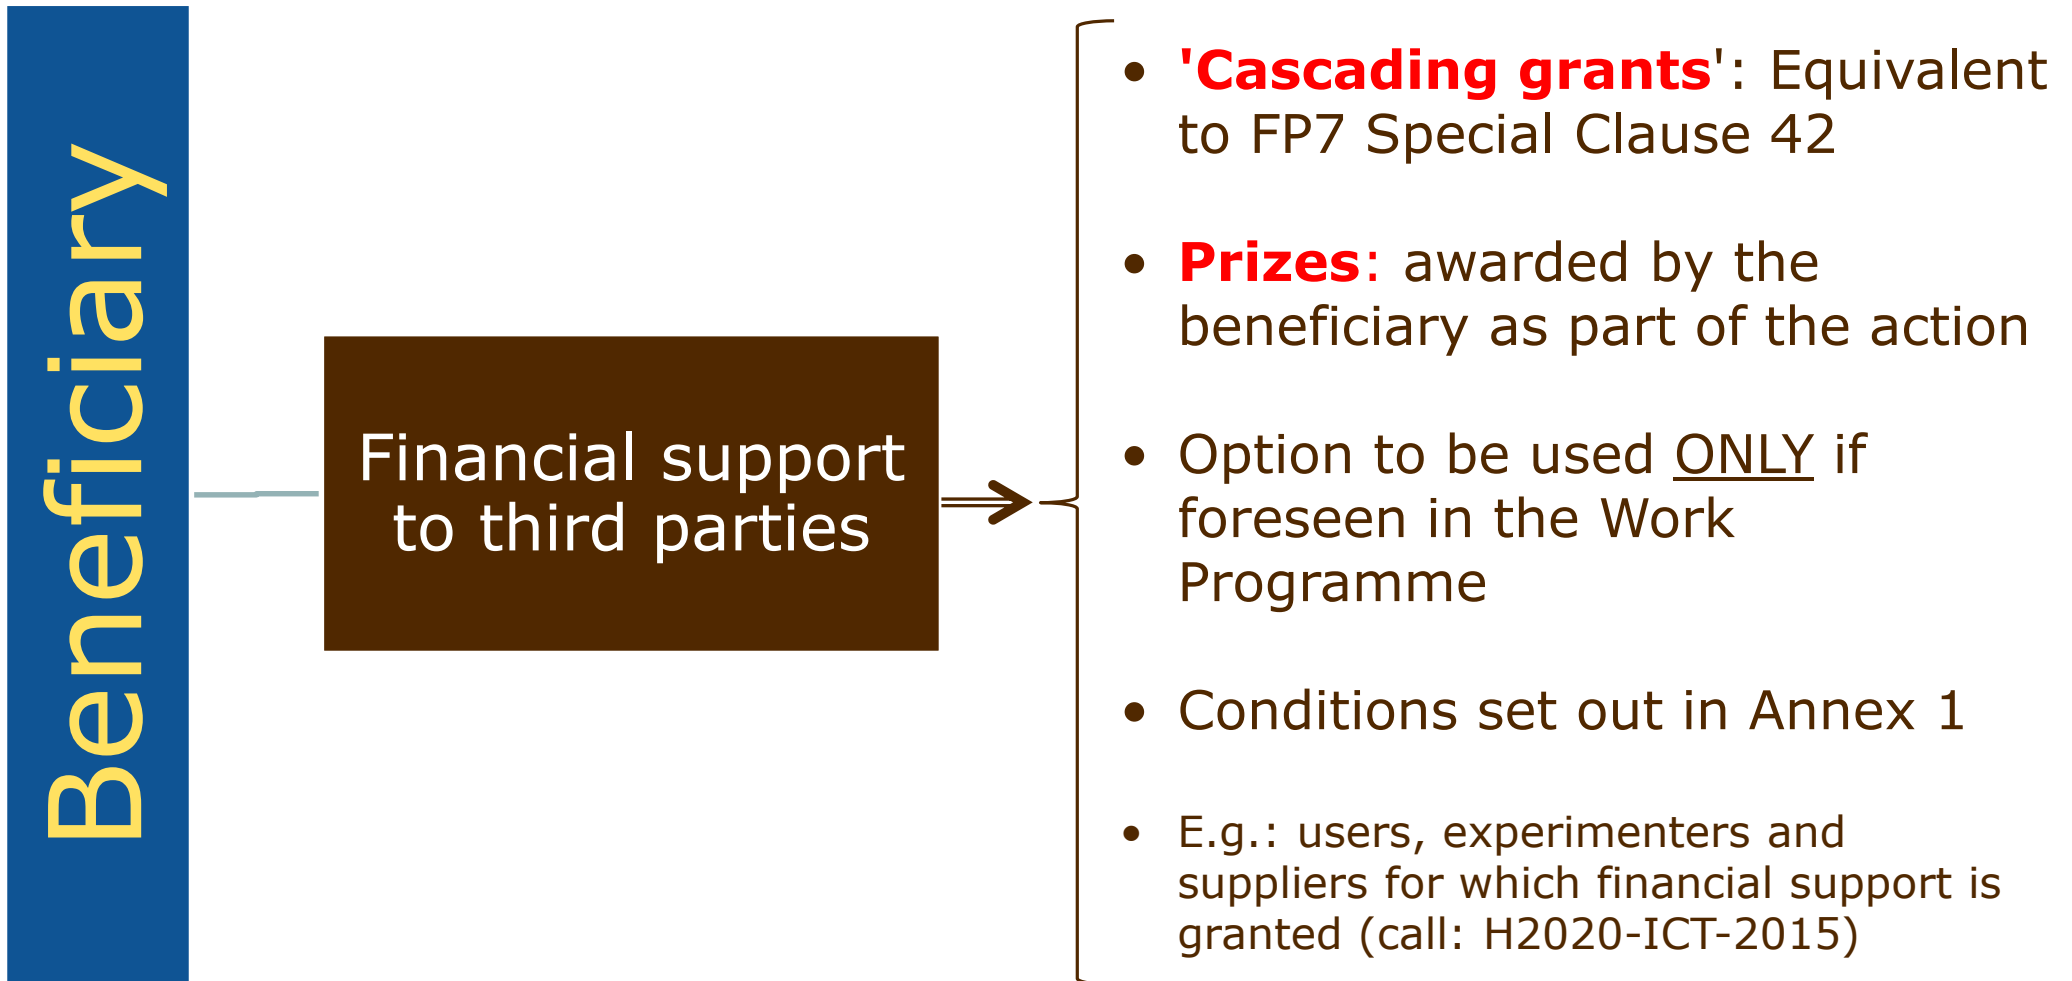 Beneficiary
Financial support
to third parties
• 'Cascading grants': Equivalent
to FP7 Special Clause 42
• Prizes: awarded by the
beneficiary as part of the action
• Option to be used ONLY if
foreseen in the Work
Programme
• Conditions set out in Annex 1
• E.g.: users, experimenters and
suppliers for which financial support is
granted (call: H2020-ICT-2015)